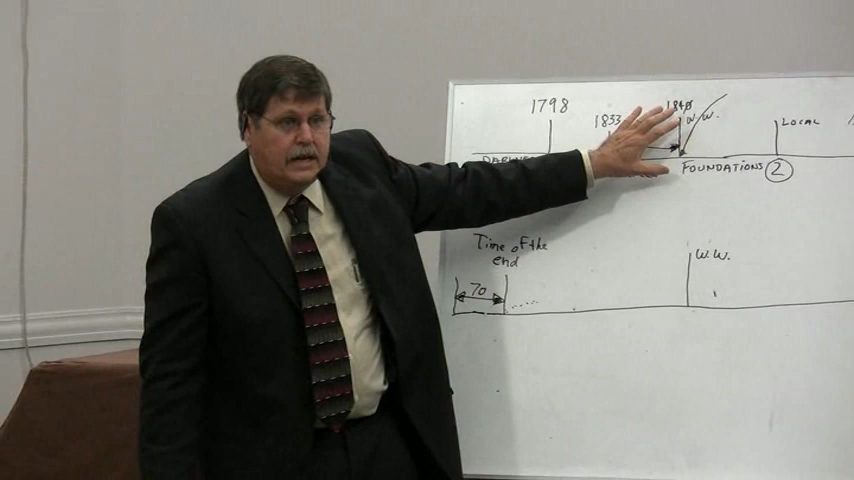 1798
1833
1840
W.W.
LOCAL
FOUNDATIONS 2
Time of the
end
70
W.W.